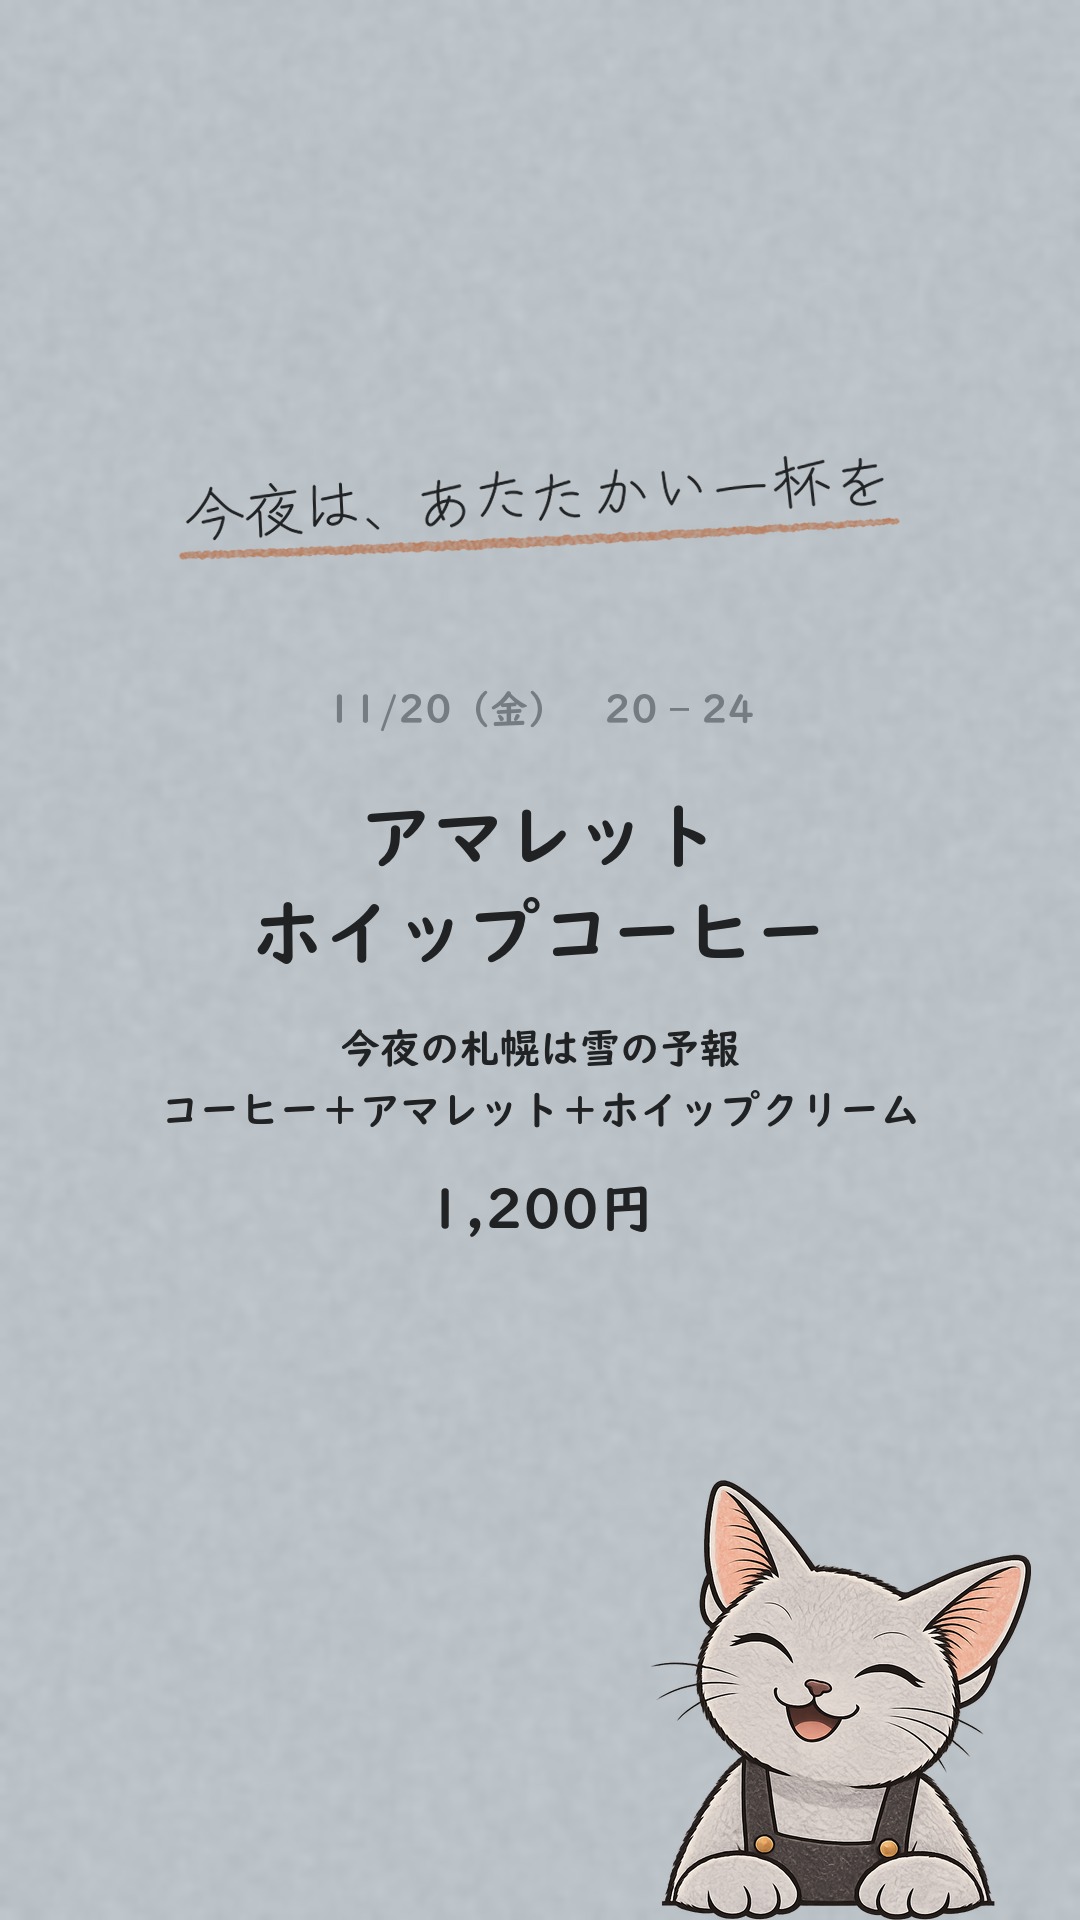 今夜は、あたたかい一杯を
11/20（金）　20 – 24
アマレット
ホイップコーヒー
今夜の札幌は雪の予報
コーヒー＋アマレット＋ホイップクリーム
1,200円